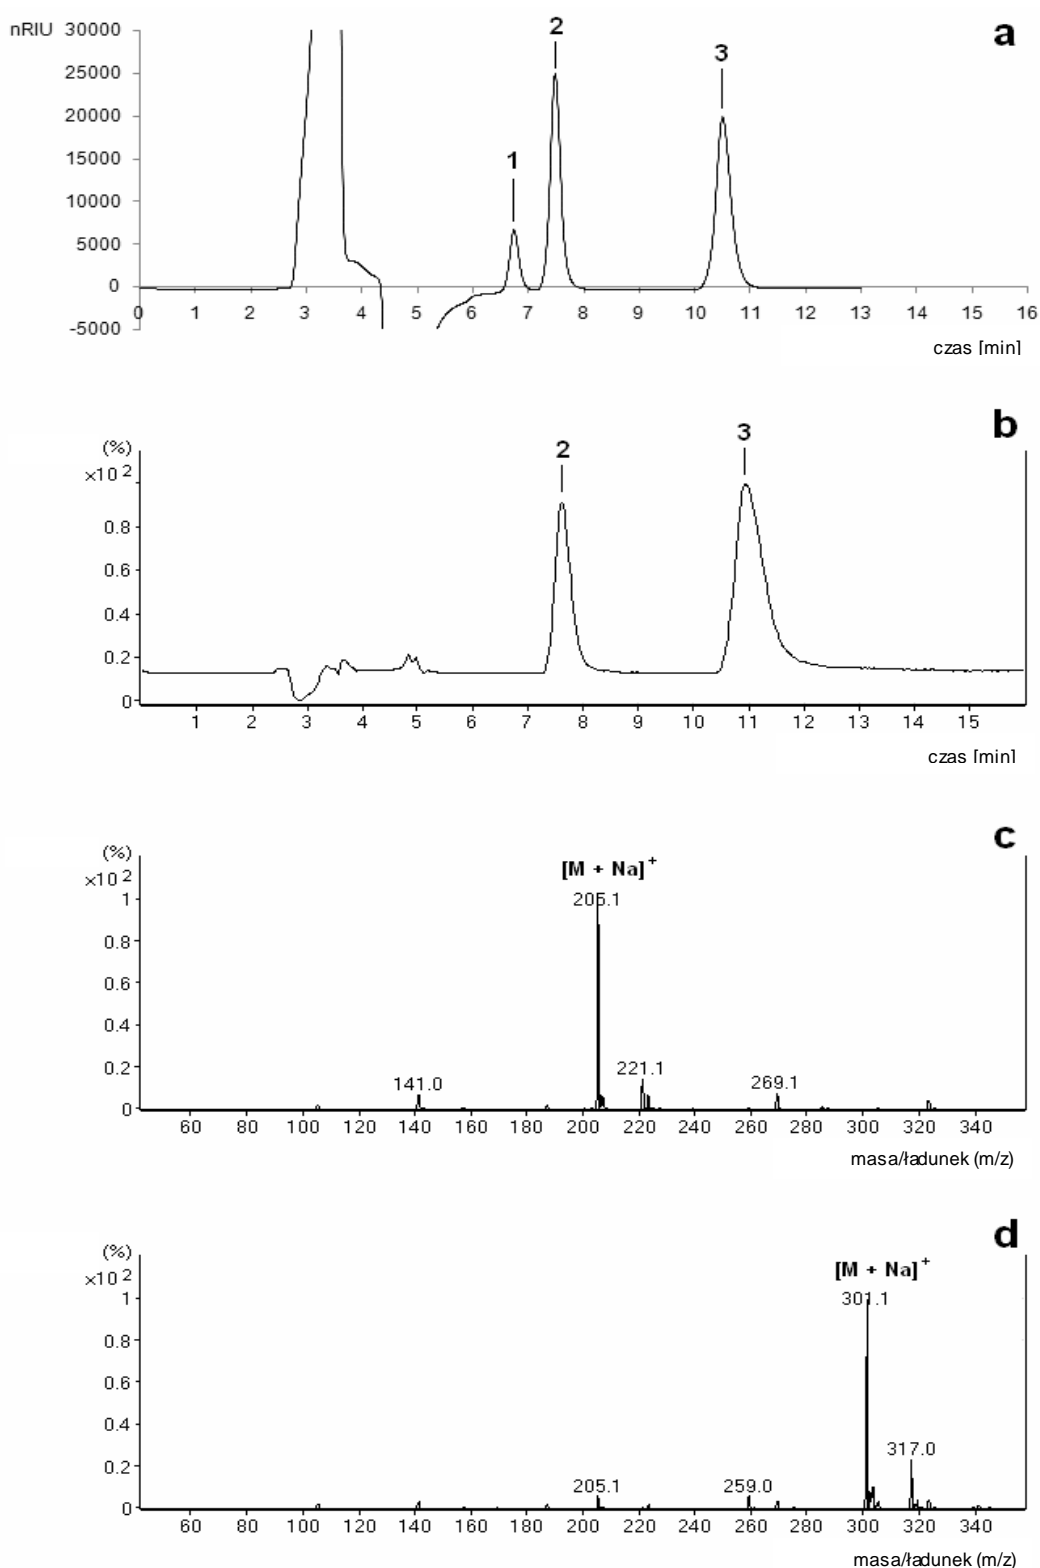 nRIU 30000 2 a
25000 3
20000
15000 1
10000
5000
0
0 1 2 3 4 5 6 7 8 9 10 11 12 13 14 15 16
-5000
czas [min]
b
(%) 2 3
×10 2
0.8
0.6
0.4
0.2
0
1 2 3 4 5 6 7 8 9 10 11 12 13 14 15
czas [min]
c
(%) [M + Na]+
×10 2
1 205.1
0.8
0.6
0.4
0.2 141.0 221.1 269.1
0
60 80 100 120 140 160 180 200 220 240 260 280 300 320 340
masa/ładunek (m/z)
d
(%) [M + Na]+
×10 2
1 301.1
0.8
0.6
0.4
0.2 205.1 259.0 317.0
0
60 80 100 120 140 160 180 200 220 240 260 280 300 320 340
masa/ładunek (m/z)